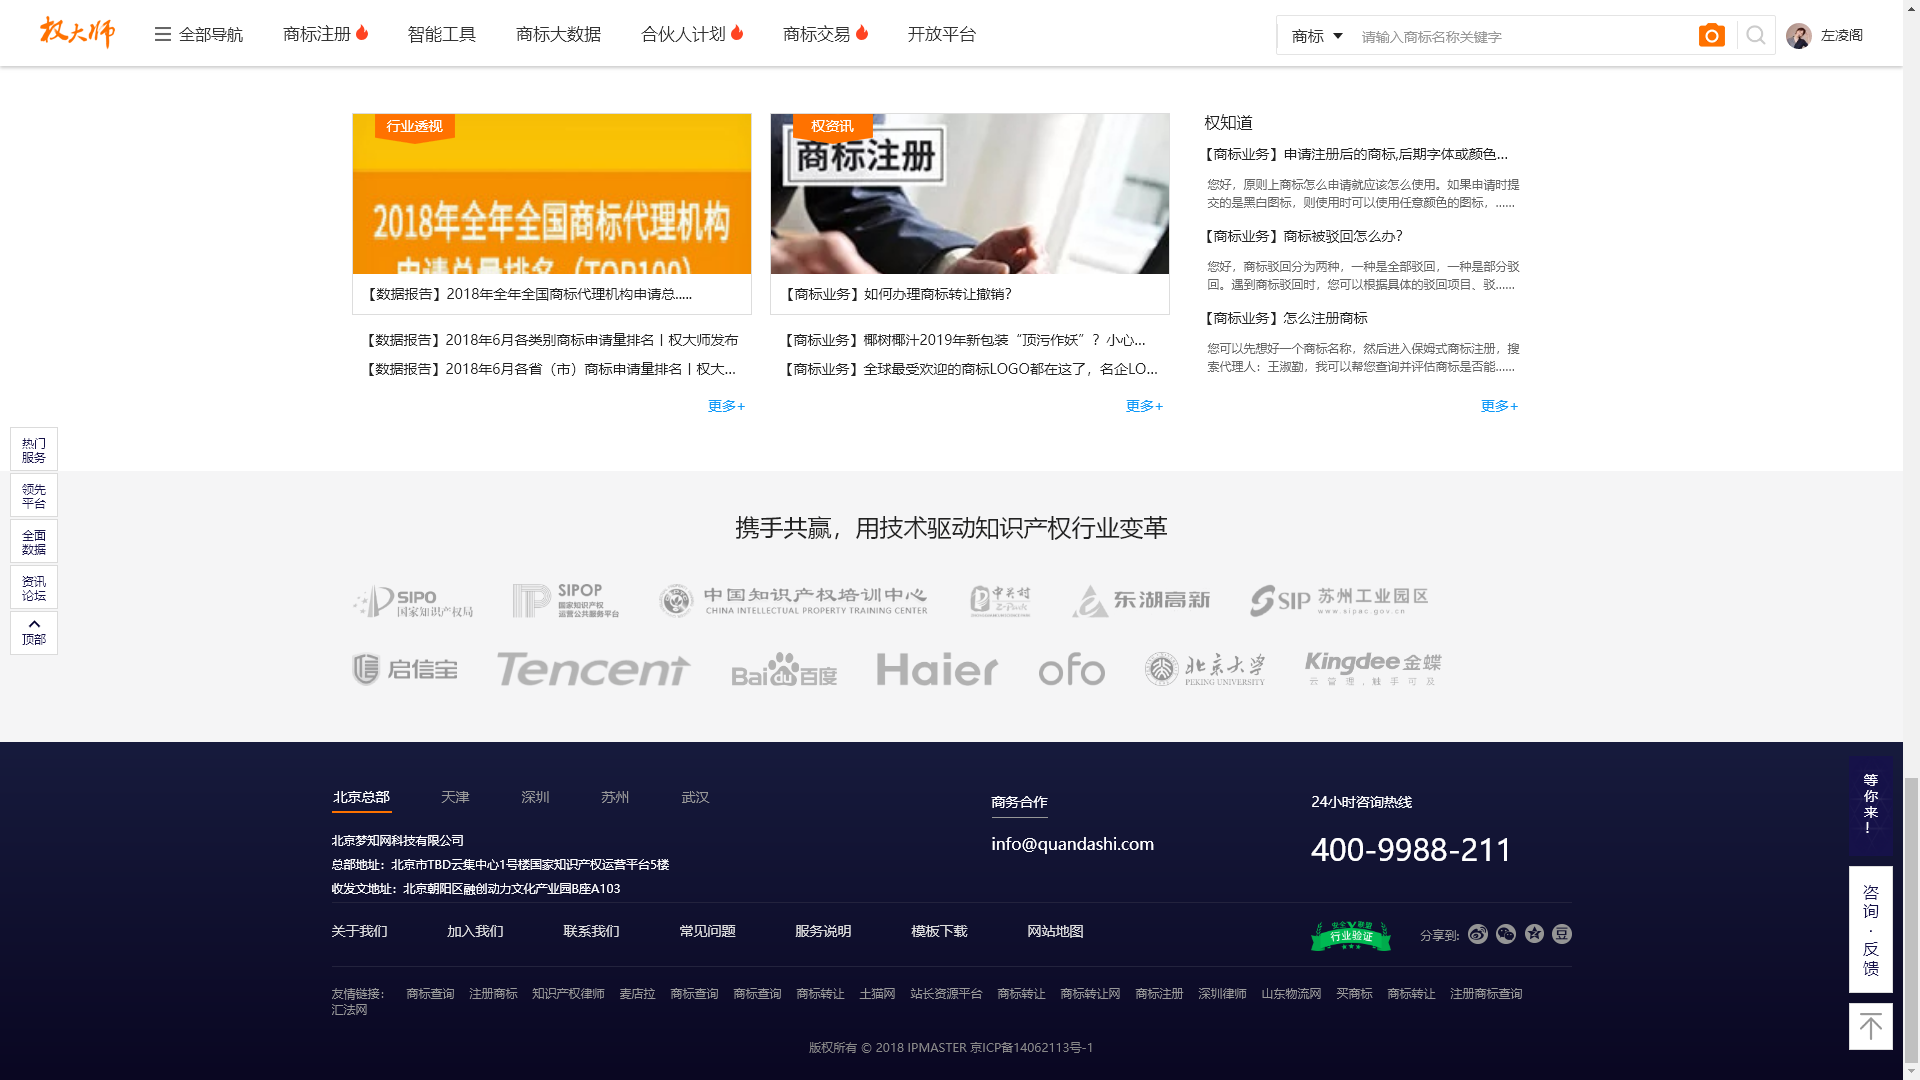 权大师
全部导航
商标注册
智能工具
商标大数据
合伙人计划
商标交易
开放平台
商标
请输入商标名称关键字
左凌阁
行业透视
2018年全年全国商标代理机构
申请总量排名（TOP100）
【数据报告】2018年全年全国商标代理机构申请总.....
【数据报告】2018年6月各类别商标申请量排名丨权大师发布
【数据报告】2018年6月各省（市）商标申请量排名丨权大...
更多+
权资讯
商标注册
【商标业务】如何办理商标转让撤销？
【商标业务】椰树椰汁2019年新包装“顶污作妖”？小心...
【商标业务】全球最受欢迎的商标LOGO都在这了，名企LO...
更多+
权知道
【商标业务】申请注册后的商标,后期字体或颜色...
您好，原则上商标怎么申请就应该怎么使用。如果申请时提
交的是黑白图标，则使用时可以使用任意颜色的图标，......
【商标业务】商标被驳回怎么办？
您好，商标驳回分为两种，一种是全部驳回，一种是部分驳
回。遇到商标驳回时，您可以根据具体的驳回项目、驳......
【商标业务】怎么注册商标
您可以先想好一个商标名称，然后进入保姆式商标注册，搜
索代理人：王淑勤，我可以帮您查询并评估商标是否能......
更多+
热门
服务
领先
平台
全面
数据
资讯
论坛
顶部
携手共赢，用技术驱动知识产权行业变革
SIPO
国家知识产权局
SIPOP
国家知识产权
运营公共服务平台
中国知识产权培训中心
CHINA INTELLECTUAL PROPERTY TRAINING CENTER
中关村
Z-Park
东湖高新
SIP 苏州工业园区
www.sipac.gov.cn
启信宝
Tencent
Bai du 百度
Haier
ofo
北京大学
PEKING UNIVERSITY
Kingdee 金蝶
云管理，触手可及
北京总部
天津
深圳
苏州
武汉
北京梦知网科技有限公司
总部地址：北京市TBD云集中心1号楼国家知识产权运营平台5楼
收发文地址：北京朝阳区融创动力文化产业园B座A103
商务合作
info@quandashi.com
24小时咨询热线
400-9988-211
关于我们
加入我们
联系我们
常见问题
服务说明
模板下载
网站地图
安全V联盟
行业验证
分享到:
豆
友情链接：
商标查询
注册商标
知识产权律师
麦店拉
商标查询
商标查询
商标转让
土猫网
站长资源平台
商标转让
商标转让网
商标注册
深圳律师
山东物流网
买商标
商标转让
注册商标查询
汇法网
版权所有 © 2018 IPMASTER 京ICP备14062113号-1
等你来！
咨询·反馈